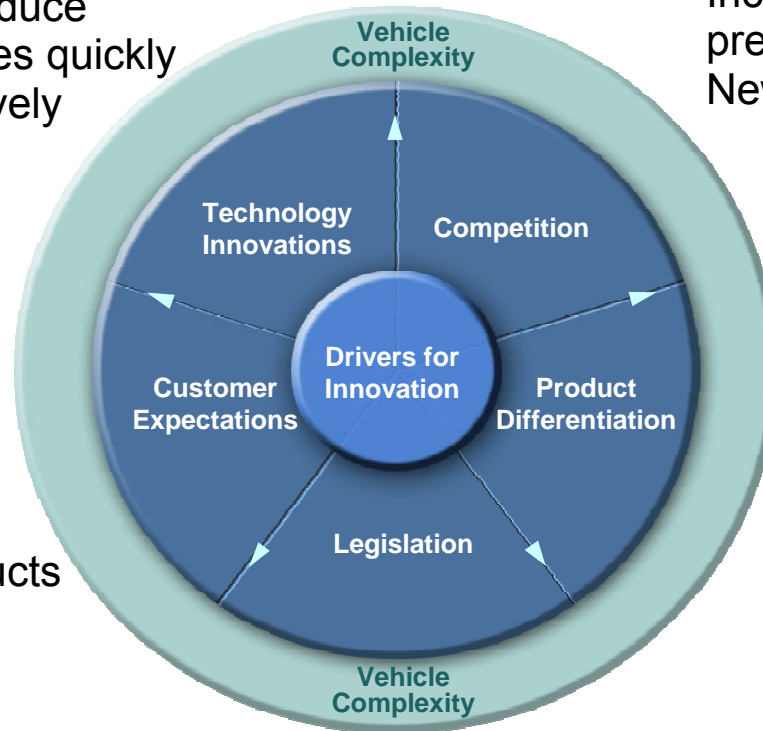 duce
es quickly
vely
pre
Nev
Vehicle
Complexity
Technology
Innovations
Competition
Drivers for
Innovation
Customer
Expectations
Product
Differentiation
Legislation
ucts
Vehicle
Complexity